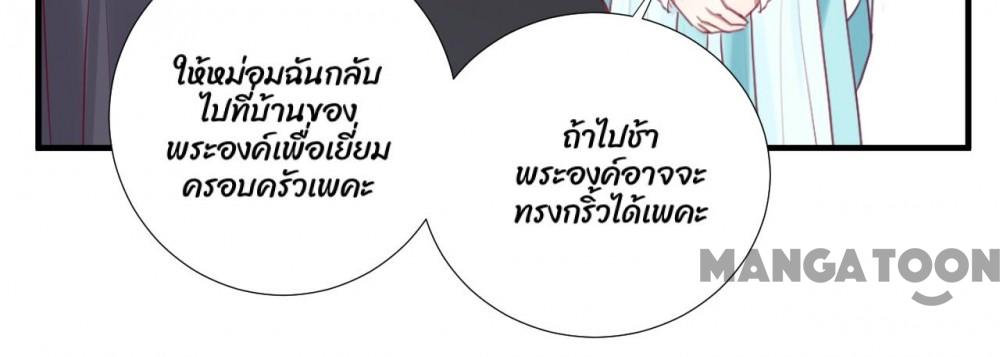 ให้หม่อมฉันกลับ
ไปที่บ้านของ
พระองค์เพื่อเยี่ยม
ครอบครัวเพคะ
ถ้าไปช้า
พระองค์อาจจะ
ทรงกริ้วได้เพคะ
MANGATOON